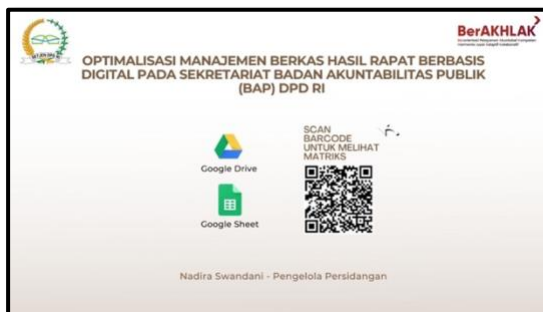 BerAKHLAK
OPTIMALISASI MANAJEMEN BERKAS HASIL RAPAT BERBASIS
DIGITAL PADA SEKRETARIAT BADAN AKUNTABILITAS PUBLIK
(BAP) DPD RI
SCAN
BARCODE
UNTUK MELIHAT
MATRIKS
Google Drive
Google Sheet
Nadira Swandani - Pengelola Persidangan